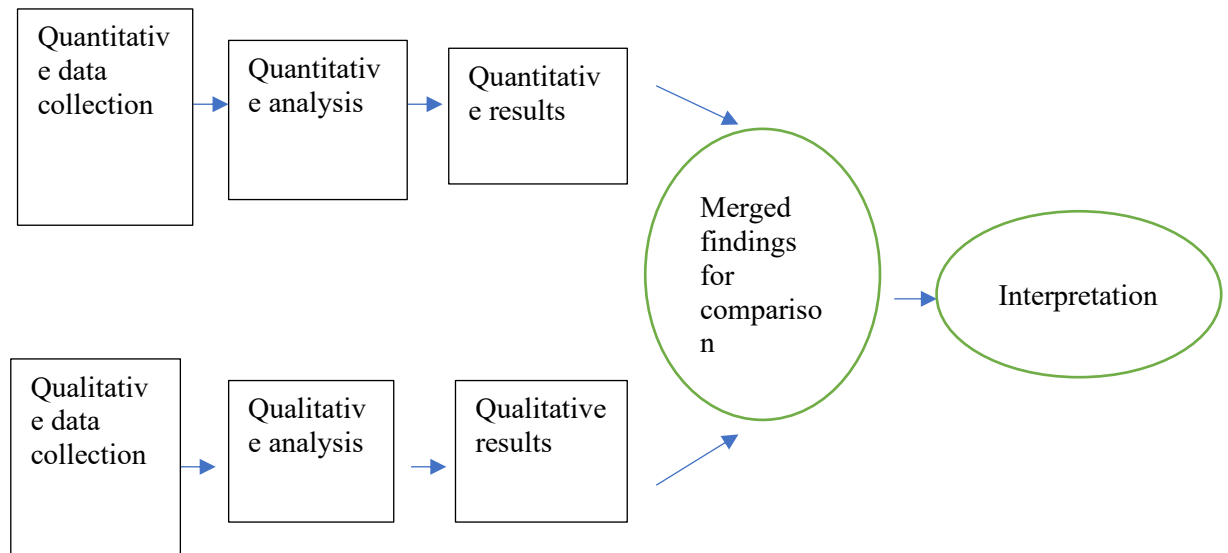 Quantitativ
e data
collection
Quantitativ
e analysis
Quantitativ
e results
Merged
findings
for
compariso
n
Interpretation
Qualitativ
e data
collection
Qualitativ
e analysis
Qualitative
results